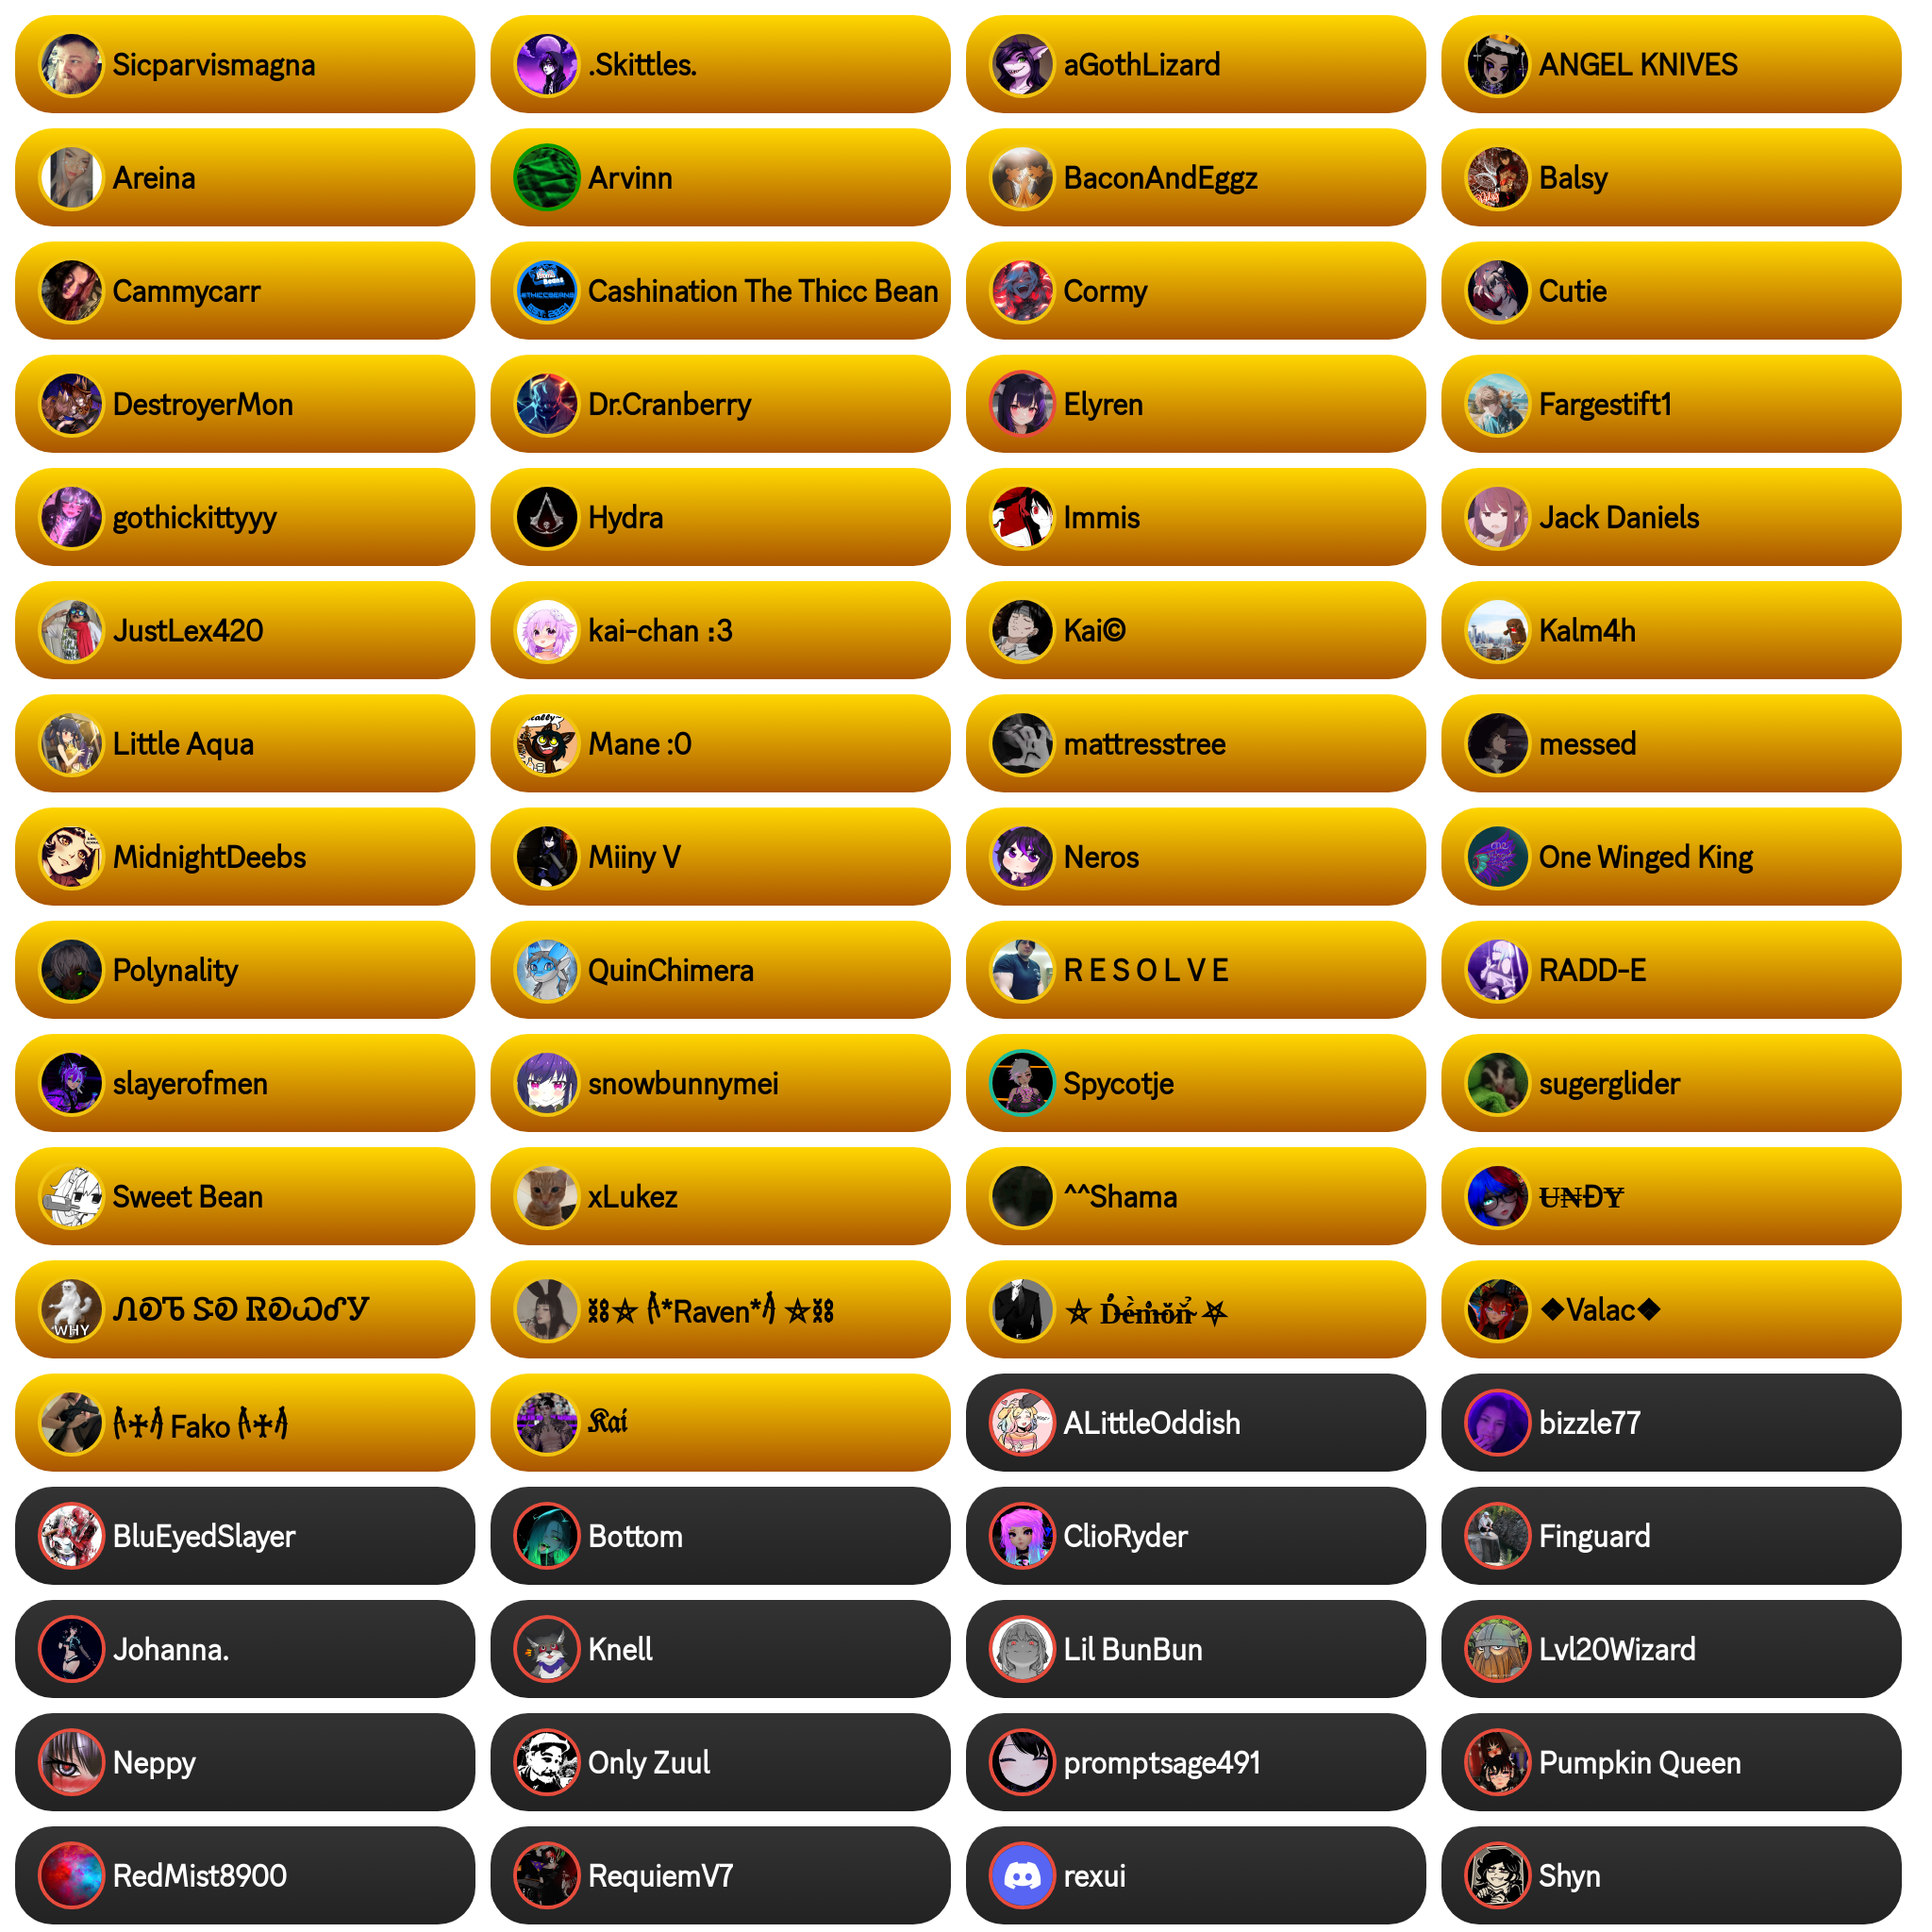 Sicparvismagna
.Skittles.
aGothLizard
ANGEL KNIVES
Areina
Arvinn
BaconAndEggz
Balsy
Cammycarr
Cashination The Thicc Bean
Cormy
Cutie
DestroyerMon
Dr.Cranberry
Elyren
Fargestift1
gothickittyyy
Hydra
Immis
Jack Daniels
JustLex420
kai-chan :3
Kai©
Kalm4h
Little Aqua
Mane :0
mattresstree
messed
MidnightDeebs
Miiny V
Neros
One Winged King
Polynality
QuinChimera
R E S O L V E
RADD-E
slayerofmen
snowbunnymei
Spycotje
sugerglider
Sweet Bean
xLukez
^^Shama
U̶N̶ĐɎ
WHY
⛓⛤ 𓍯*Raven*𓍯 ⛤⛓
◆Valac◆
Fako
𝕶𝖆𝖎
ALittleOddish
bizzle77
BluEyedSlayer
Bottom
ClioRyder
Finguard
Johanna.
Knell
Lil BunBun
Lvl20Wizard
Neppy
Only Zuul
promptsage491
Pumpkin Queen
RedMist8900
RequiemV7
rexui
Shyn